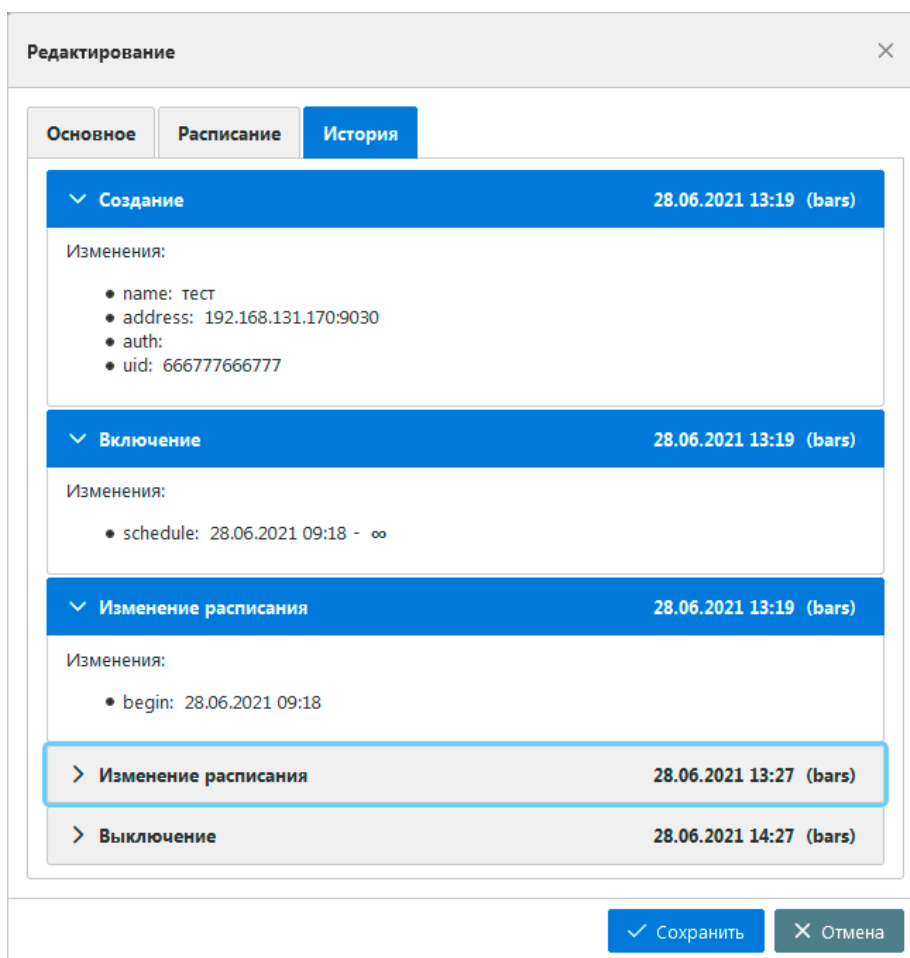 Редактирование
Основное Расписание История
Создание 28.06.2021 13:19 (bars)
Изменения:
• name: тест
• address: 192.168.131.170:9030
• auth:
• uid: 666777666777
Включение 28.06.2021 13:19 (bars)
Изменения:
• schedule: 28.06.2021 09:18 - ∞
Изменение расписания 28.06.2021 13:19 (bars)
Изменения:
• begin: 28.06.2021 09:18
Изменение расписания 28.06.2021 13:27 (bars)
Выключение 28.06.2021 14:27 (bars)
Сохранить Отмена